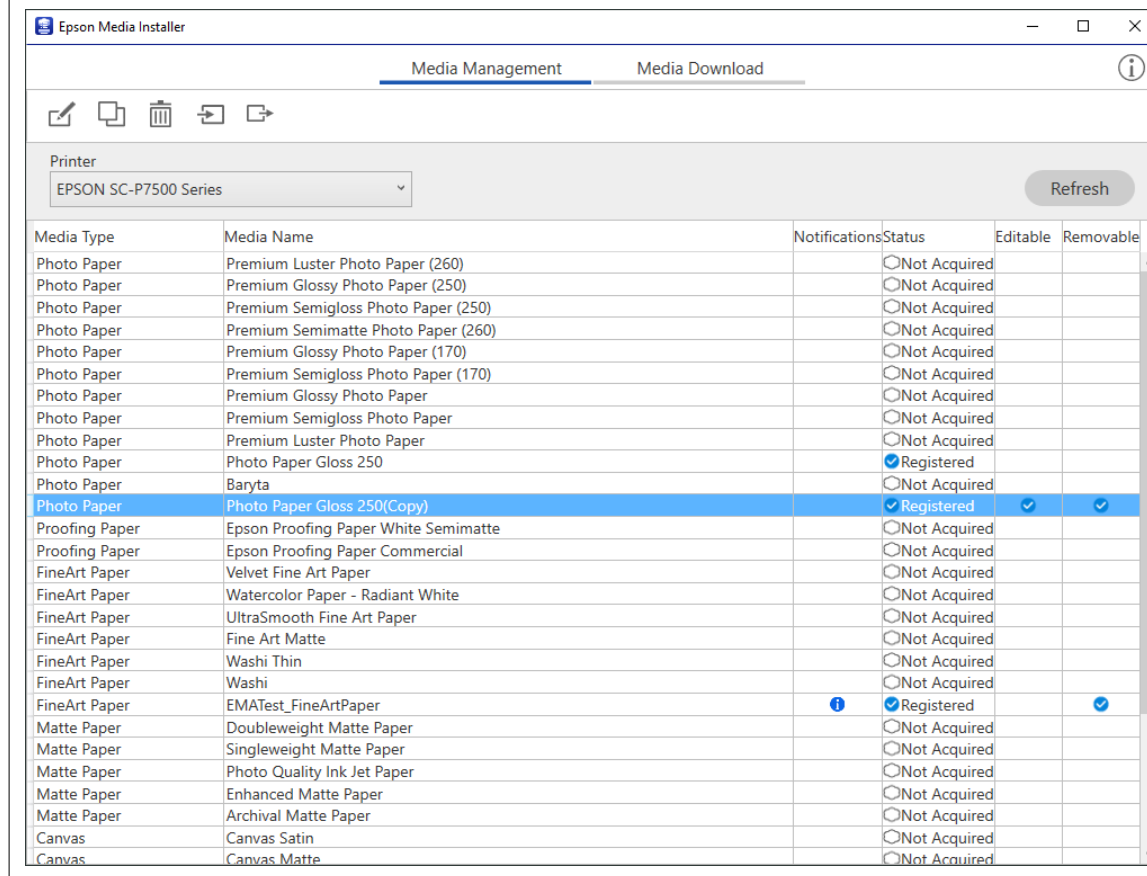 Epson Media Installer
Media Management Media Download
Printer
EPSON SC-P7500 Series Refresh
Media Type Media Name Notifications Status Editable Removable
Photo Paper Premium Luster Photo Paper (260) Not Acquired
Photo Paper Premium Glossy Photo Paper (250) Not Acquired
Photo Paper Premium Semigloss Photo Paper (250) Not Acquired
Photo Paper Premium Semimatte Photo Paper (260) Not Acquired
Photo Paper Premium Glossy Photo Paper (170) Not Acquired
Photo Paper Premium Semigloss Photo Paper (170) Not Acquired
Photo Paper Premium Glossy Photo Paper Not Acquired
Photo Paper Premium Semigloss Photo Paper Not Acquired
Photo Paper Premium Luster Photo Paper Not Acquired
Photo Paper Photo Paper Gloss 250 Registered
Photo Paper Baryta Not Acquired
Photo Paper Photo Paper Gloss 250(Copy) Registered
Proofing Paper Epson Proofing Paper White Semimatte Not Acquired
Proofing Paper Epson Proofing Paper Commercial Not Acquired
FineArt Paper Velvet Fine Art Paper Not Acquired
FineArt Paper Watercolor Paper - Radiant White Not Acquired
FineArt Paper UltraSmooth Fine Art Paper Not Acquired
FineArt Paper Fine Art Matte Not Acquired
FineArt Paper Washi Thin Not Acquired
FineArt Paper Washi Not Acquired
FineArt Paper EMATest_FineArtPaper Registered
Matte Paper Doubleweight Matte Paper Not Acquired
Matte Paper Singleweight Matte Paper Not Acquired
Matte Paper Photo Quality Ink Jet Paper Not Acquired
Matte Paper Enhanced Matte Paper Not Acquired
Matte Paper Archival Matte Paper Not Acquired
Canvas Canvas Satin Not Acquired
Canvas Canvas Matte Not Acquired